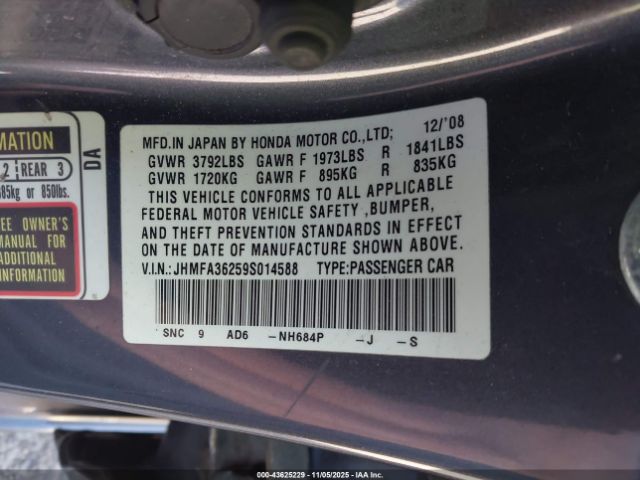 MATION
2 REAR 3
385kg or 850lbs.
EE OWNER'S
MANUAL FOR
ADDITIONAL
INFORMATION
DA
MFD.IN JAPAN BY HONDA MOTOR CO.,LTD; 12/'08
GVWR 3792LBS GAWR F 1973LBS R 1841LBS
GVWR 1720KG GAWR F 895KG R 835KG
THIS VEHICLE CONFORMS TO ALL APPLICABLE
FEDERAL MOTOR VEHICLE SAFETY ,BUMPER,
AND THEFT PREVENTION STANDARDS IN EFFECT
ON THE DATE OF MANUFACTURE SHOWN ABOVE.
V.I.N.:JHMFA36259S014588 TYPE:PASSENGER CAR
SNC 9 AD6 -NH684P -J -S
000-43625229 - 11/05/2025 - IAA Inc.